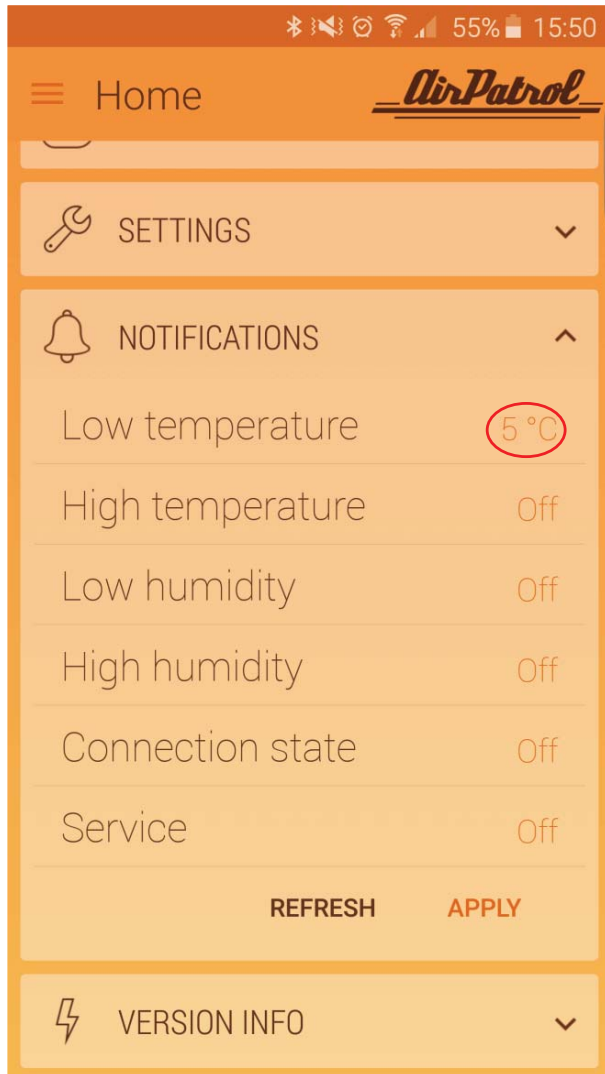 55% 15:50
Home AirPatrol
SETTINGS
NOTIFICATIONS
Low temperature 5 °C
High temperature Off
Low humidity Off
High humidity Off
Connection state Off
Service Off
REFRESH APPLY
VERSION INFO